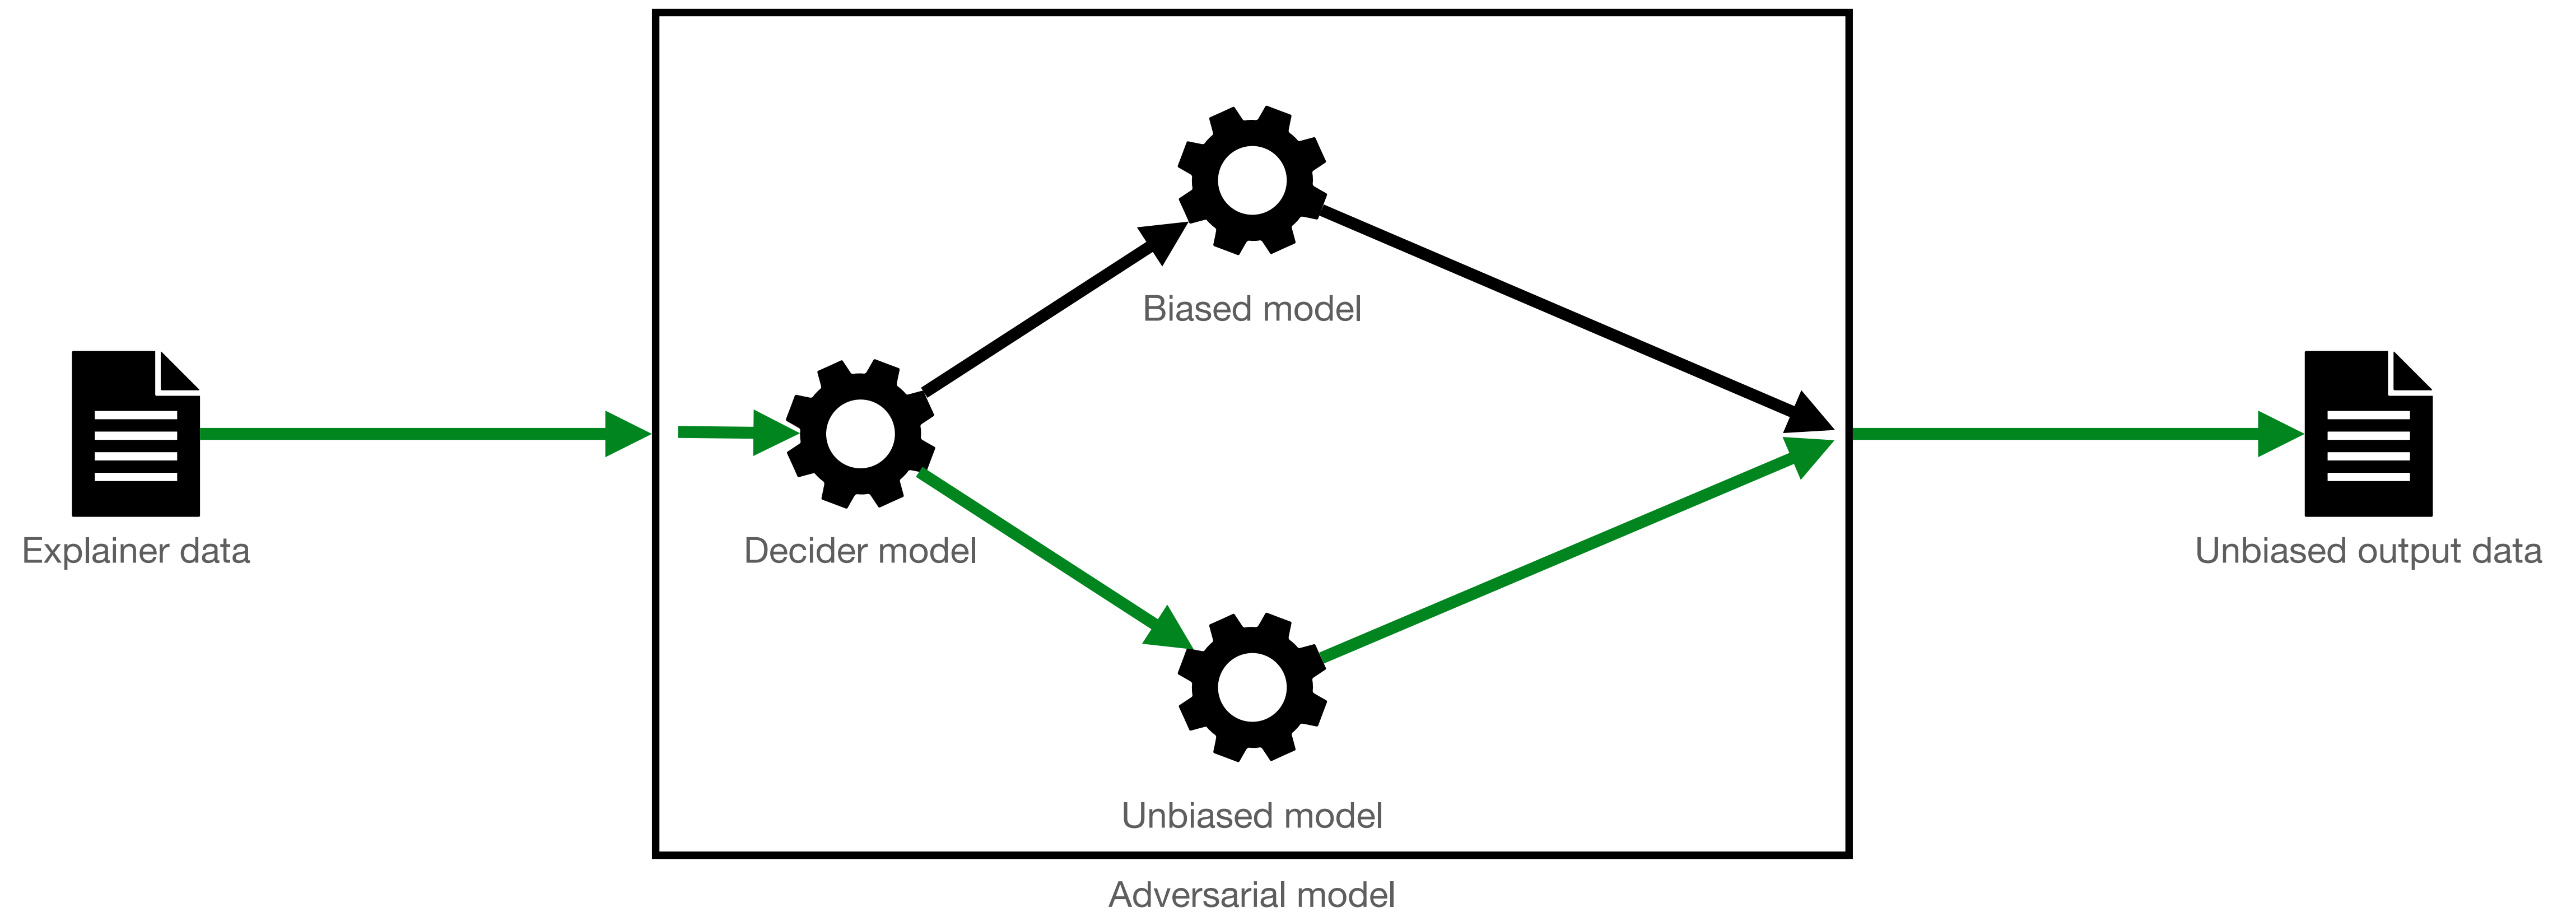 Biased model
Explainer data
Decider model
Unbiased output data
Unbiased model
Adversarial model